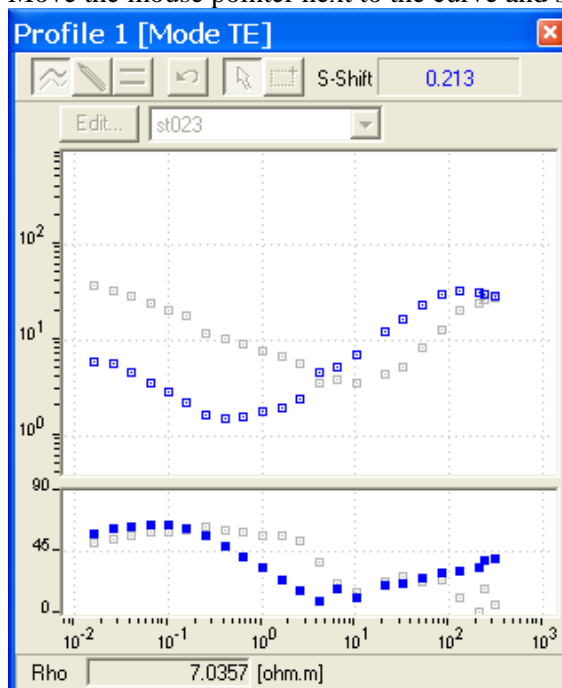 Move the mouse pointer next to the curve and s
Profile 1 [Mode TE]
S-Shift 0.213
Edit... st023
10²
10¹
10⁰
90
45
0
10⁻² 10⁻¹ 10⁰ 10¹ 10² 10³
Rho 7.0357 [ohm.m]